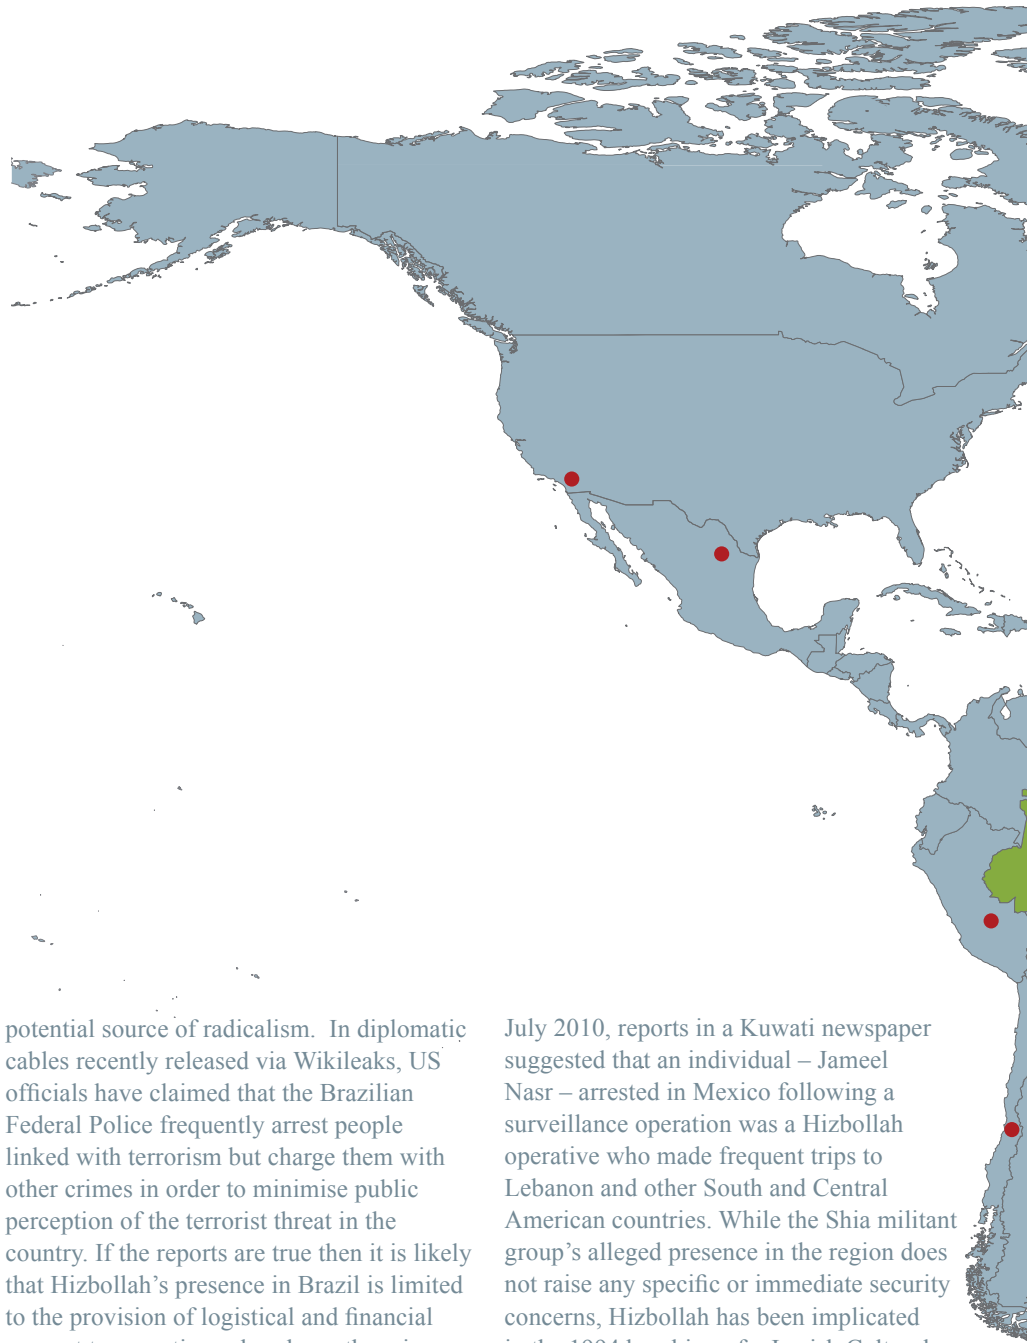 potential source of radicalism. In diplomatic
cables recently released via Wikileaks, US
officials have claimed that the Brazilian
Federal Police frequently arrest people
linked with terrorism but charge them with
other crimes in order to minimise public
perception of the terrorist threat in the
country. If the reports are true then it is likely
that Hizbollah's presence in Brazil is limited
to the provision of logistical and financial
July 2010, reports in a Kuwati newspaper
suggested that an individual – Jameel
Nasr – arrested in Mexico following a
surveillance operation was a Hizbollah
operative who made frequent trips to
Lebanon and other South and Central
American countries. While the Shia militant
group's alleged presence in the region does
not raise any specific or immediate security
concerns, Hizbollah has been implicated